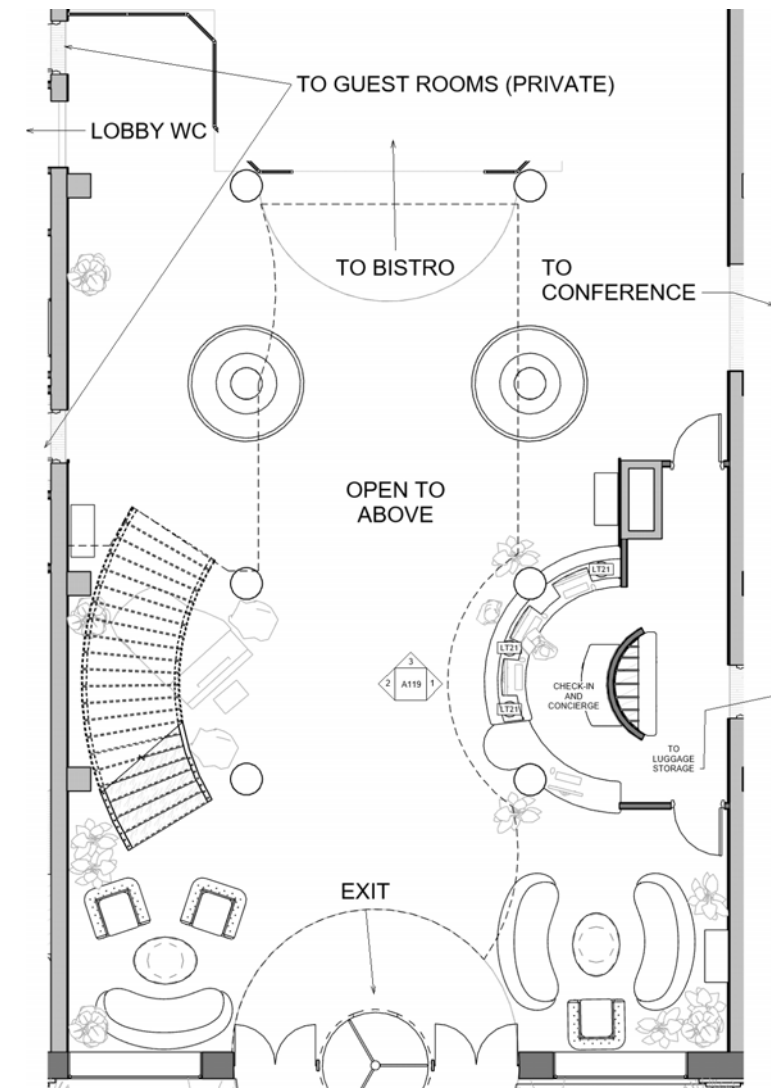 TO GUEST ROOMS (PRIVATE)
LOBBY WC
TO BISTRO
TO
CONFERENCE
OPEN TO
ABOVE
LT21
LT21
3
2
A119
1
CHECK-IN
AND
CONCIERGE
LT21
TO
LUGGAGE
STORAGE
EXIT